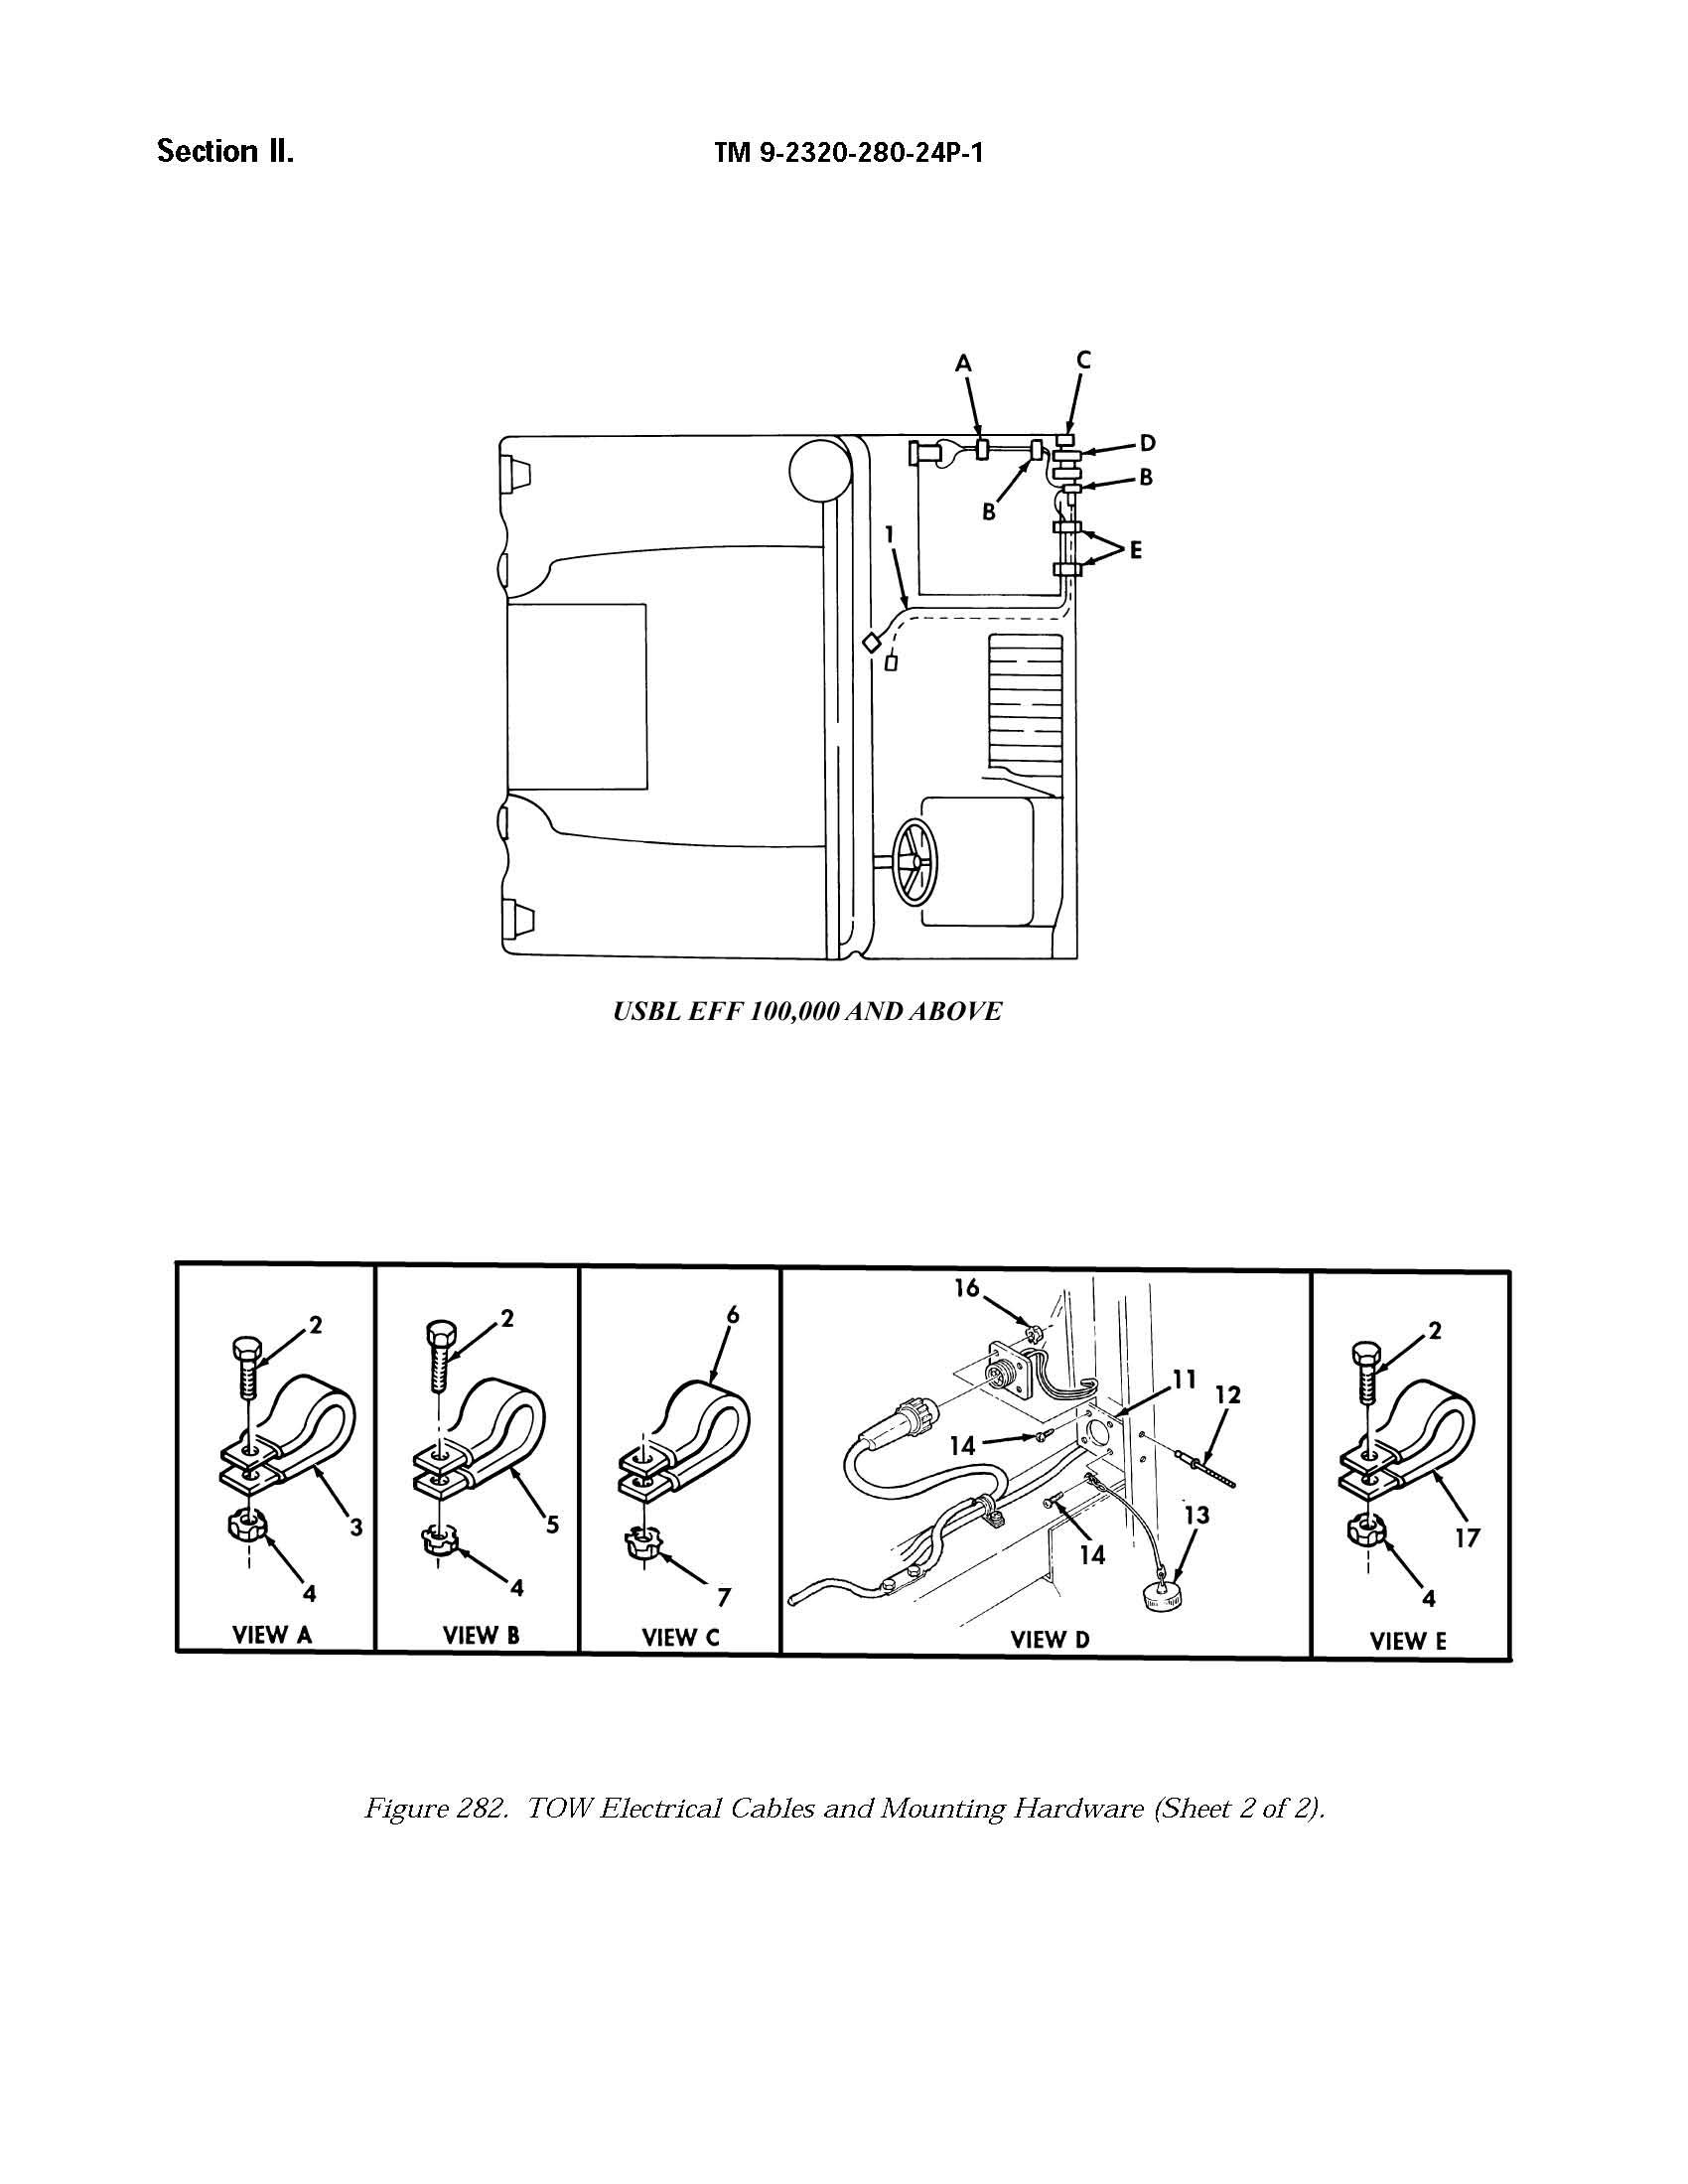 Section II.
TM 9-2320-280-24P-1
A
C
D
B
B
1
E
USBL EFF 100,000 AND ABOVE
2
3
4
VIEW A
2
5
4
VIEW B
6
7
VIEW C
16
11
12
14
13
14
VIEW D
2
17
4
VIEW E
Figure 282. TOW Electrical Cables and Mounting Hardware (Sheet 2 of 2).